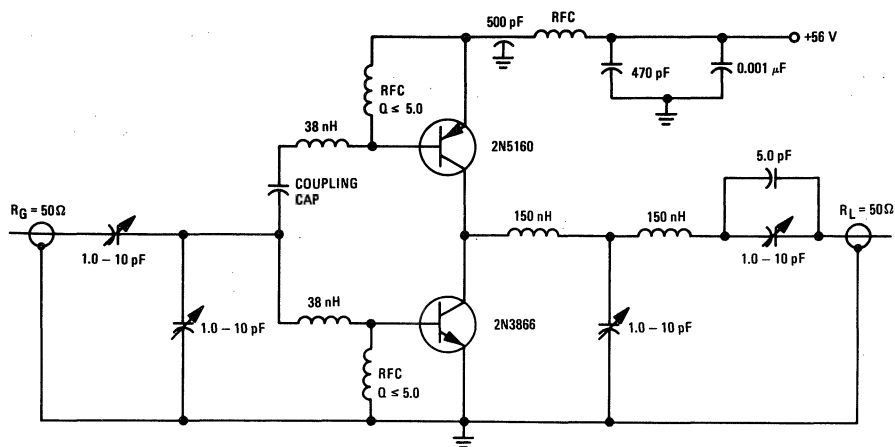 500 pF
RFC
+56 V
470 pF
0.001 μF
RFC
Q ≤ 5.0
38 nH
2N5160
COUPLING
CAP
5.0 pF
RG = 50Ω
150 nH
150 nH
RL = 50Ω
1.0 – 10 pF
1.0 – 10 pF
38 nH
2N3866
1.0 – 10 pF
1.0 – 10 pF
RFC
Q ≤ 5.0